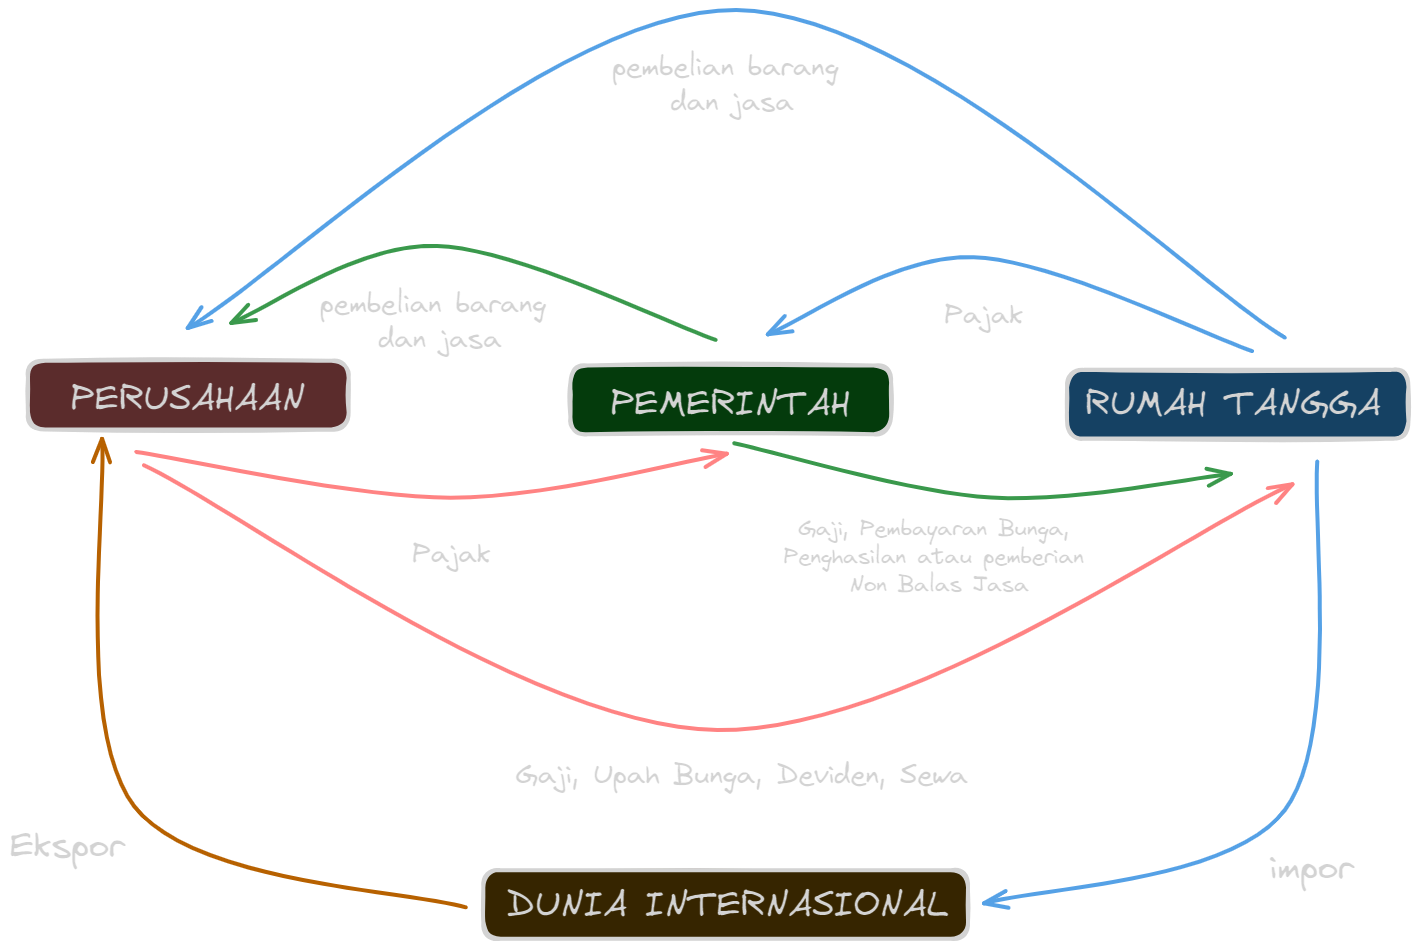 pembelian barang
dan jasa
pembelian barang
dan jasa
Pajak
PERUSAHAAN
PEMERINTAH
RUMAH TANGGA
Pajak
Gaji, Pembayaran Bunga,
Penghasilan atau pemberian
Non Balas Jasa
Gaji, Upah Bunga, Deviden, Sewa
Ekspor
impor
DUNIA INTERNASIONAL